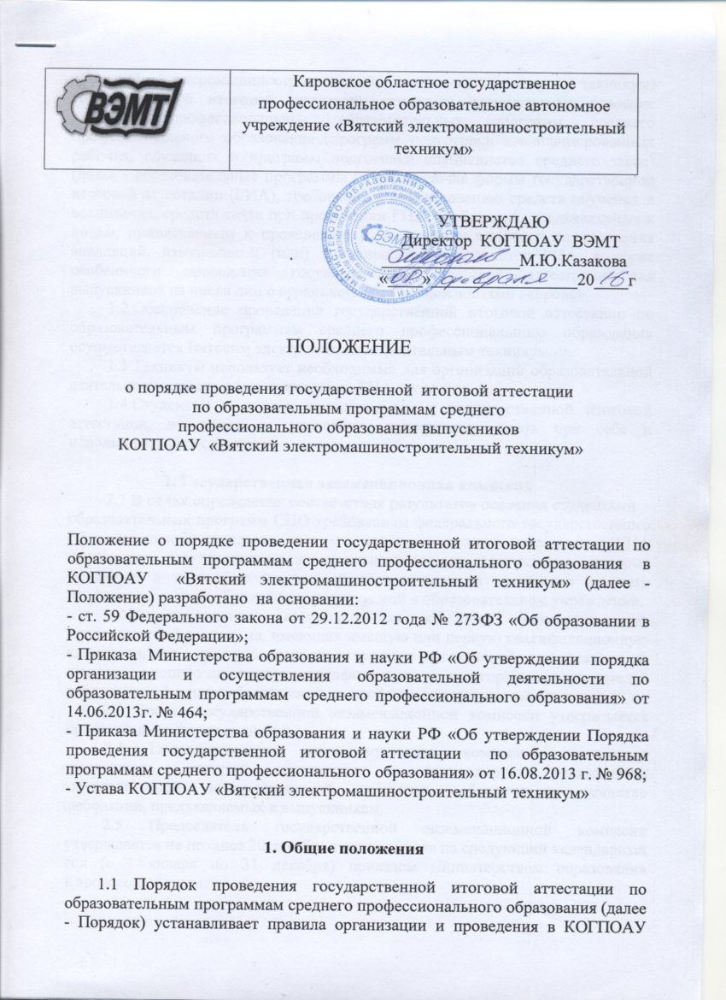 ВЭМТ
Кировское областное государственное
профессиональное образовательное автономное
учреждение «Вятский электромашиностроительный
техникум»
УТВЕРЖДАЮ
Директор КОГПОАУ ВЭМТ
М.Ю.Казакова
« » февраля 2016г
ПОЛОЖЕНИЕ
о порядке проведения государственной итоговой аттестации
по образовательным программам среднего
профессионального образования выпускников
КОГПОАУ «Вятский электромашиностроительный техникум»
Положение о порядке проведении государственной итоговой аттестации по
образовательным программам среднего профессионального образования в
КОГПОАУ «Вятский электромашиностроительный техникум» (далее -
Положение) разработано на основании:
- ст. 59 Федерального закона от 29.12.2012 года № 273ФЗ «Об образовании в
Российской Федерации»;
- Приказа Министерства образования и науки РФ «Об утверждении порядка
организации и осуществления образовательной деятельности по
образовательным программам среднего профессионального образования» от
14.06.2013г. № 464;
- Приказа Министерства образования и науки РФ «Об утверждении Порядка
проведения государственной итоговой аттестации по образовательным
программам среднего профессионального образования» от 16.08.2013 г. № 968;
- Устава КОГПОАУ «Вятский электромашиностроительный техникум»
1. Общие положения
1.1 Порядок проведения государственной итоговой аттестации по
образовательным программам среднего профессионального образования (далее
- Порядок) устанавливает правила организации и проведения в КОГПОАУ